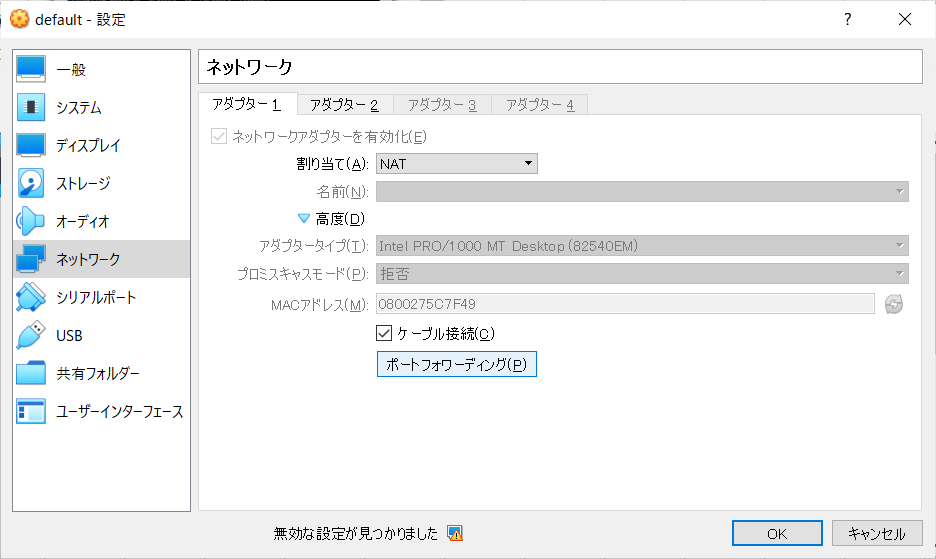 default - 設定
?
一般
システム
ディスプレイ
ストレージ
オーディオ
ネットワーク
シリアルポート
USB
共有フォルダー
ユーザーインターフェース
ネットワーク
アダプター 1 アダプター 2 アダプター 3 アダプター 4
ネットワークアダプターを有効化(E)
割り当て(A): NAT
名前(N):
高度(D)
アダプタータイプ(T): Intel PRO/1000 MT Desktop (82540EM)
プロミスキャスモード(P): 拒否
MACアドレス(M): 0800275C7F49
ケーブル接続(C)
ポートフォワーディング(P)
無効な設定が見つかりました
OK キャンセル